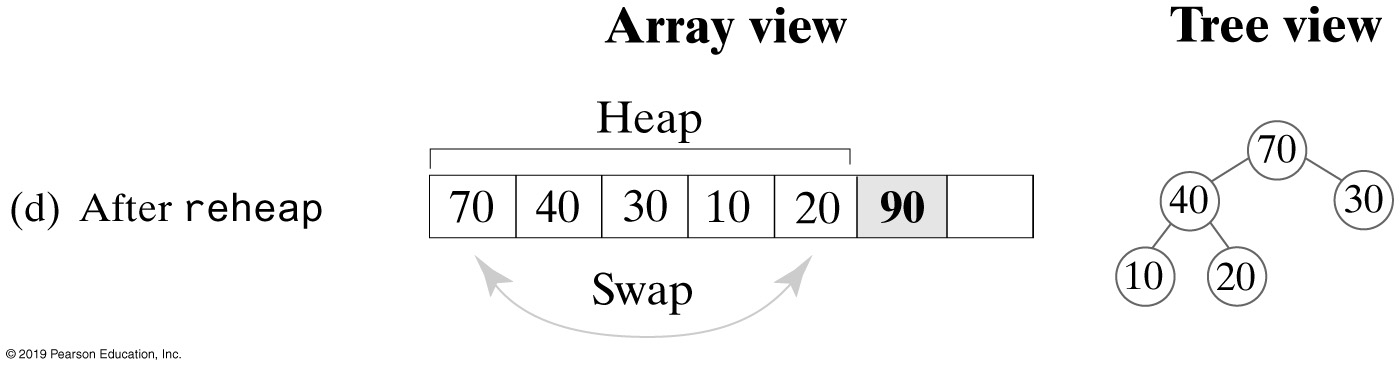 Array view
Tree view
Heap
(d) After reheap
70 40 30 10 20 90
Swap
70
40 30
10 20
© 2019 Pearson Education, Inc.